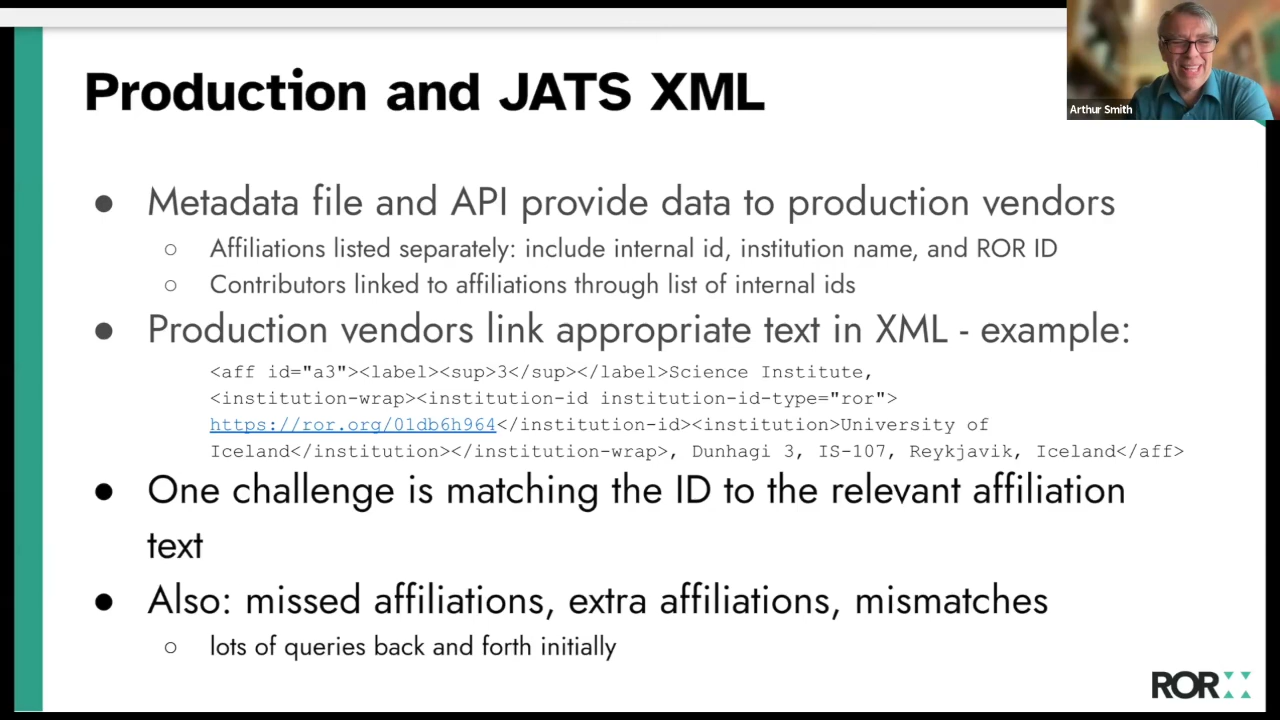 Production and JATS XML
Arthur Smith
● Metadata file and API provide data to production vendors
○ Affiliations listed separately: include internal id, institution name, and ROR ID
○ Contributors linked to affiliations through list of internal ids
● Production vendors link appropriate text in XML - example:
<aff id="a3"><label><sup>3</sup></label>Science Institute,
<institution-wrap><institution-id institution-id-type="ror">
https://ror.org/01db6h964</institution-id><institution>University of
Iceland</institution></institution-wrap>, Dunhagi 3, IS-107, Reykjavik, Iceland</aff>
● One challenge is matching the ID to the relevant affiliation
text
● Also: missed affiliations, extra affiliations, mismatches
○ lots of queries back and forth initially
ROR